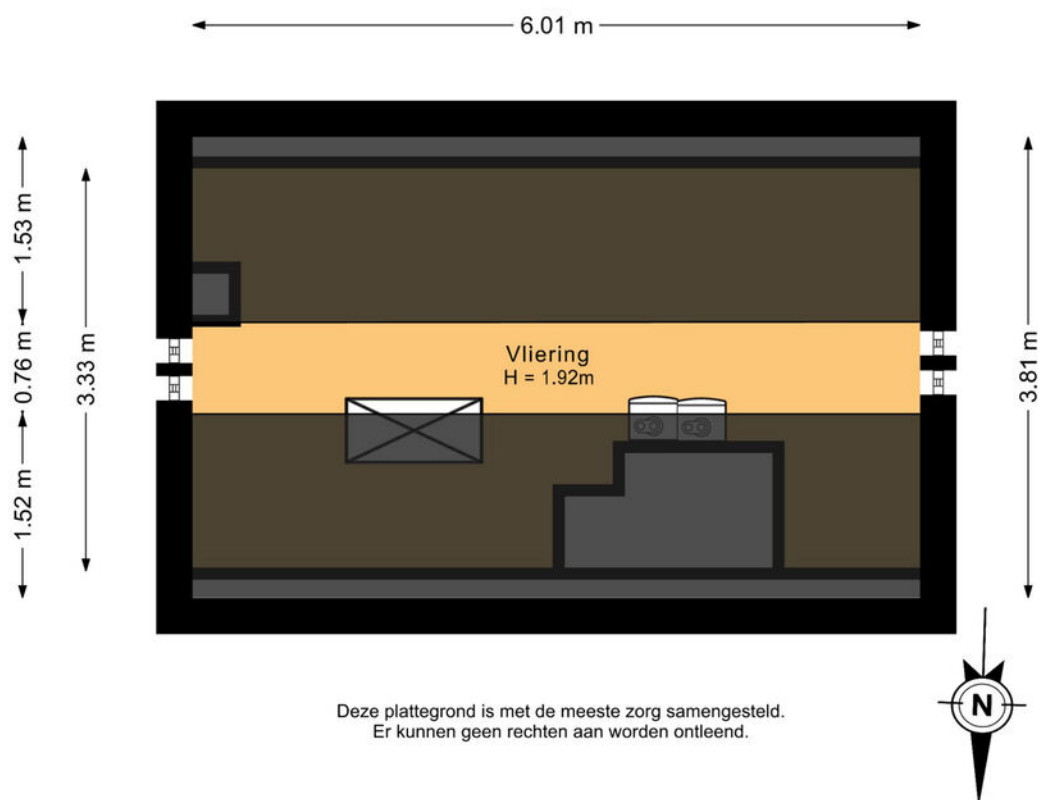 6.01 m
1.53 m
0.76 m
1.52 m
3.33 m
3.81 m
Vliering
H = 1.92m
N
Deze plattegrond is met de meeste zorg samengesteld.
Er kunnen geen rechten aan worden ontleend.